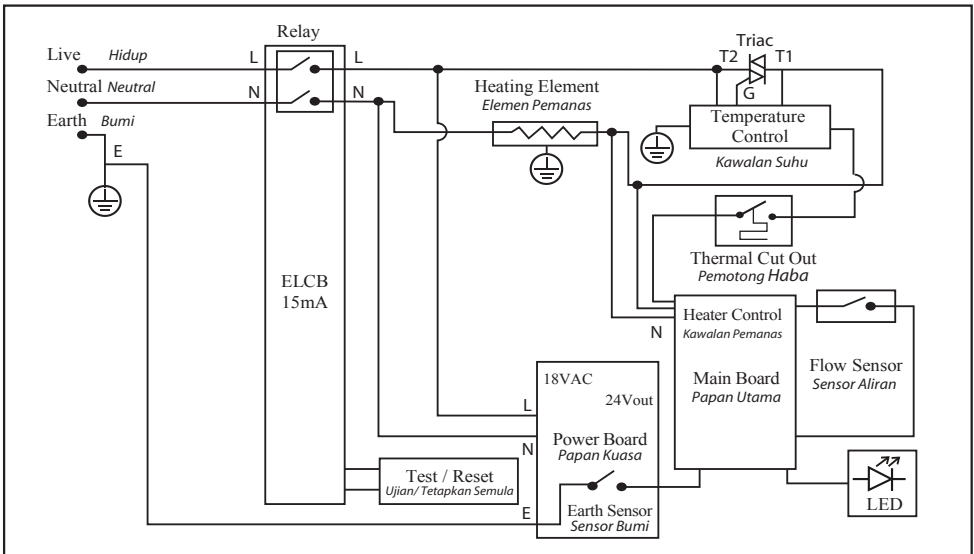 Relay
Live Hidup
L
L
Neutral Neutral
N
N
Earth Bumi
E
Triac
T2
T1
G
Heating Element
Elemen Pemanas
Temperature
Control
Kawalan Suhu
Thermal Cut Out
Pemotong Haba
ELCB
15mA
Heater Control
Kawalan Pemanas
N
Main Board
Papan Utama
Flow Sensor
Sensor Aliran
18VAC
24Vout
L
N
Power Board
Papan Kuasa
Test / Reset
Ujian/ Tetapkan Semula
E
Earth Sensor
Sensor Bumi
LED